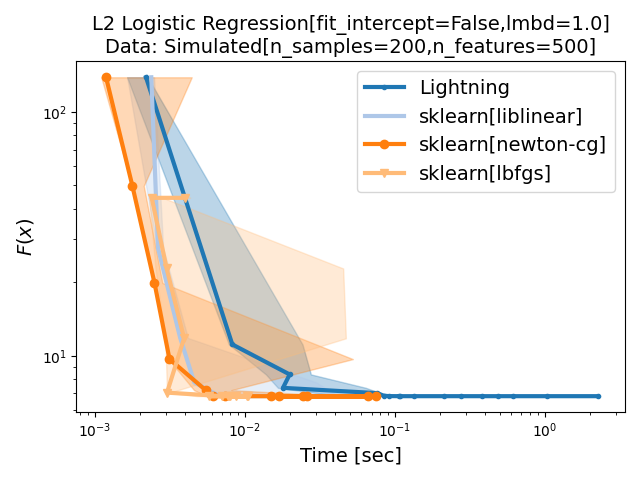 L2 Logistic Regression[fit_intercept=False,lmbd=1.0]
Data: Simulated[n_samples=200,n_features=500]
Lightning
sklearn[liblinear]
sklearn[newton-cg]
sklearn[lbfgs]
F(x)
10²
10¹
10⁻³ 10⁻² 10⁻¹ 10⁰
Time [sec]